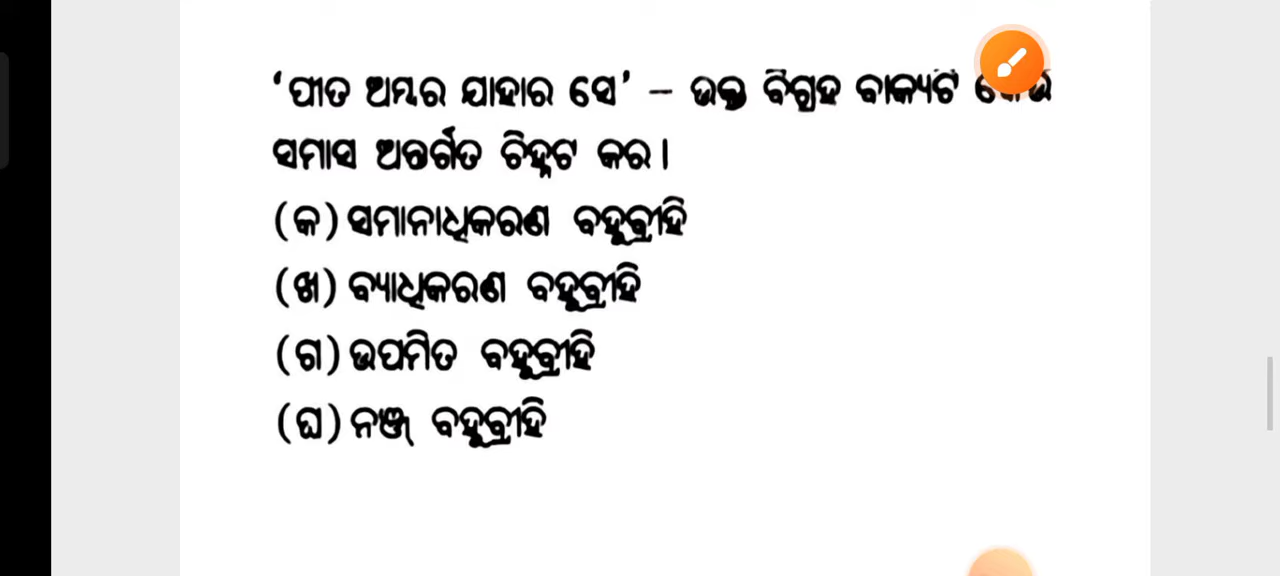 ‘ପୀତ ଅମ୍ବର ଯାହାର ସେ’ – ଉକ୍ତ ବିଗ୍ରହ ବାକ୍ୟଟି
ସମାସ ଅନ୍ତର୍ଗତ ଚିହ୍ନଟ କର।
(କ) ସମାନାଧିକରଣ ବହୁବ୍ରୀହି
(ଖ) ବ୍ୟାଧିକରଣ ବହୁବ୍ରୀହି
(ଗ) ଉପମିତ ବହୁବ୍ରୀହି
(ଘ) ନଞ୍ ବହୁବ୍ରୀହି